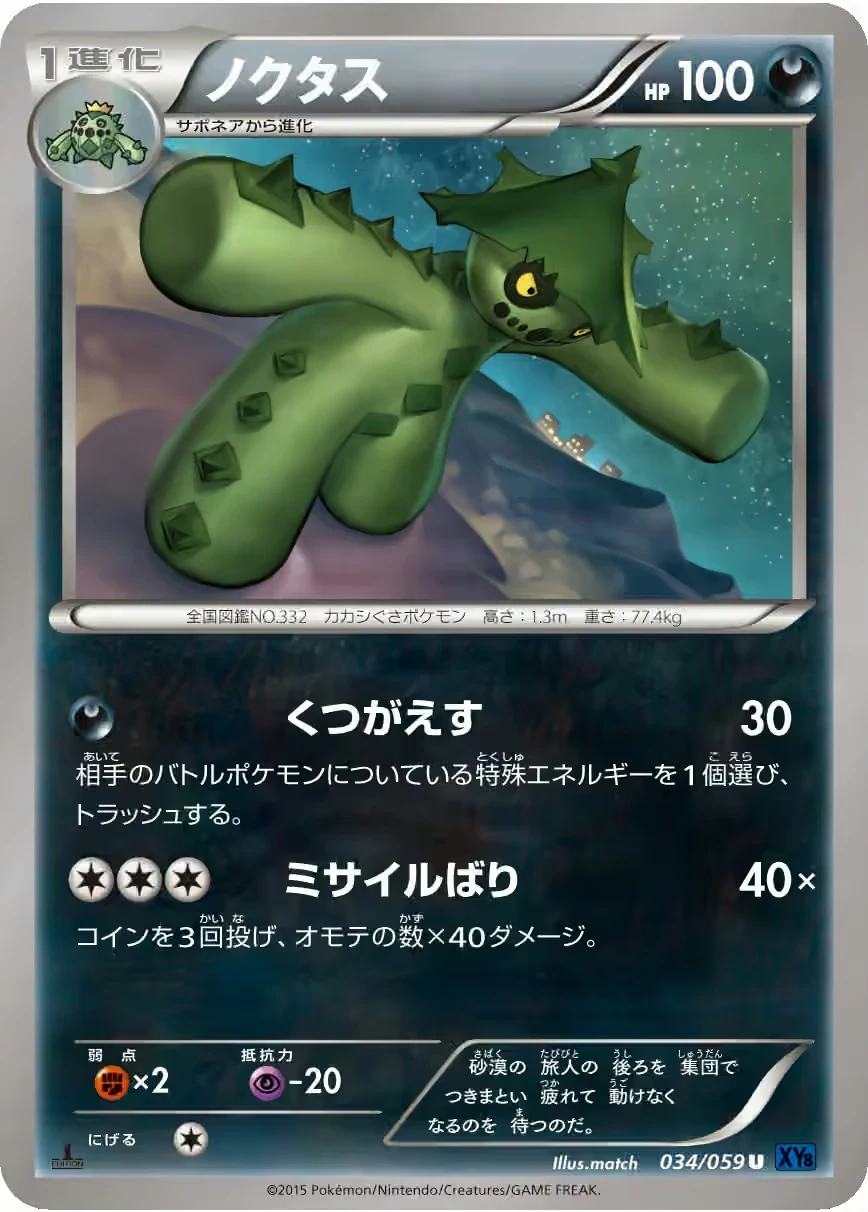 1進化
ノクタス
HP 100
サボネアから進化
全国図鑑NO.332 カカシぐさポケモン 高さ：1.3m 重さ：77.4kg
くつがえす 30
相手のバトルポケモンについている特殊エネルギーを1個選び、
トラッシュする。
ミサイルばり 40×
コインを3回投げ、オモテの数×40ダメージ。
弱点 抵抗力
×2 -20
にげる
砂漠の 旅人の 後ろを 集団で
つきまとい 疲れて 動けなく
なるのを 待つのだ。
1 EDITION
Illus.match 034/059 U XY8
©2015 Pokémon/Nintendo/Creatures/GAME FREAK.